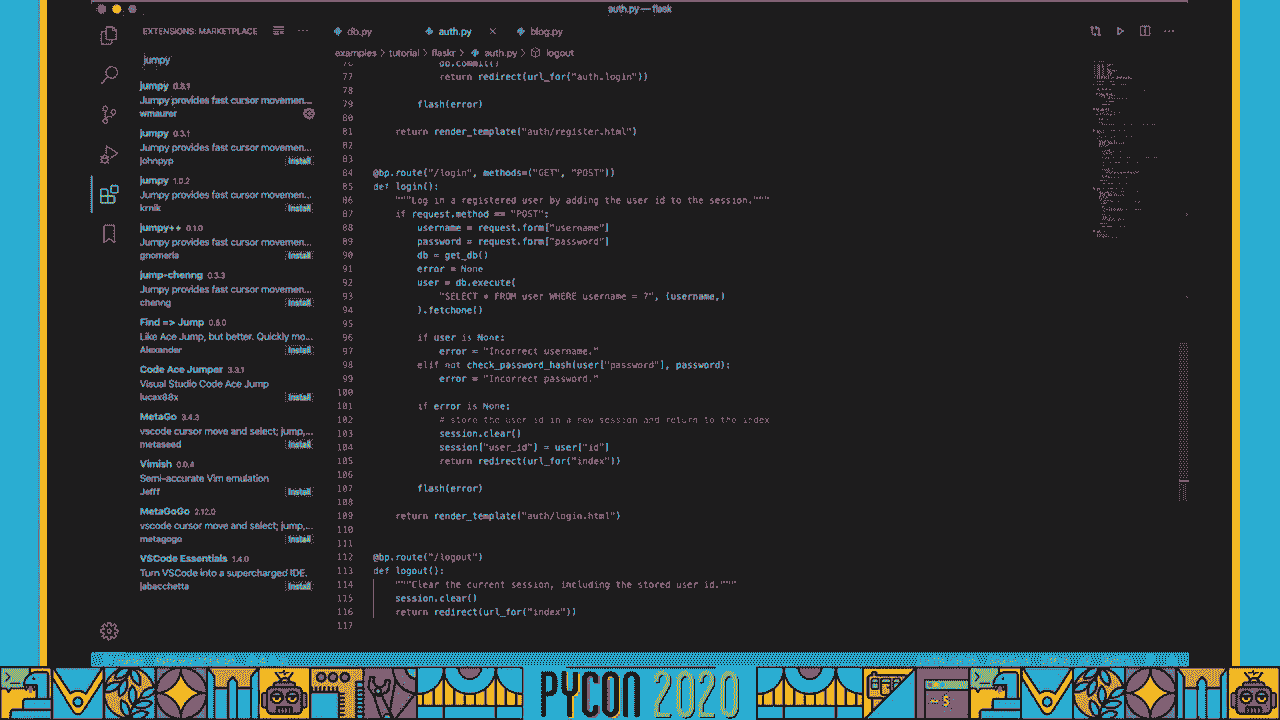 auth.py — flask
EXTENSIONS: MARKETPLACE
jumpy
jumpy 0.3.1
Jumpy provides fast cursor movemen...
wmaurer
jumpy 0.3.1
Jumpy provides fast cursor movemen...
johnpyp
Install
jumpy 1.0.2
Jumpy provides fast cursor movemen...
krnik
Install
jumpy++ 0.1.0
Jumpy provides fast cursor movemen...
gnomeria
Install
jump-chenng 0.3.3
Jumpy provides fast cursor movemen...
chenng
Install
Find => Jump 0.8.0
Like Ace Jump, but better. Quickly mo...
Alexander
Install
Code Ace Jumper 3.3.1
Visual Studio Code Ace Jump
lucax88x
Install
MetaGo 3.4.3
vscode cursor move and select; jump,...
metaseed
Install
Vimish 0.0.4
Semi-accurate Vim emulation
Jefff
Install
MetaGoGo 2.12.0
vscode cursor move and select; jump,...
metagogo
Install
VSCode Essentials 1.4.0
Turn VSCode into a supercharged IDE.
jabacchetta
Install
db.py auth.py blog.py
examples > tutorial > flaskr > auth.py > logout
76 db.commit()
77 return redirect(url_for("auth.login"))
78
79 flash(error)
80
81 return render_template("auth/register.html")
82
83
84 @bp.route("/login", methods=("GET", "POST"))
85 def login():
86 """Log in a registered user by adding the user id to the session."""
87 if request.method == "POST":
88 username = request.form["username"]
89 password = request.form["password"]
90 db = get_db()
91 error = None
92 user = db.execute(
93 "SELECT * FROM user WHERE username = ?", (username,)
94 ).fetchone()
95
96 if user is None:
97 error = "Incorrect username."
98 elif not check_password_hash(user["password"], password):
99 error = "Incorrect password."
100
101 if error is None:
102 # store the user id in a new session and return to the index
103 session.clear()
104 session["user_id"] = user["id"]
105 return redirect(url_for("index"))
106
107 flash(error)
108
109 return render_template("auth/login.html")
110
111
112 @bp.route("/logout")
113 def logout():
114 """Clear the current session, including the stored user id."""
115 session.clear()
116 return redirect(url_for("index"))
117
PYCON 2020
~ $